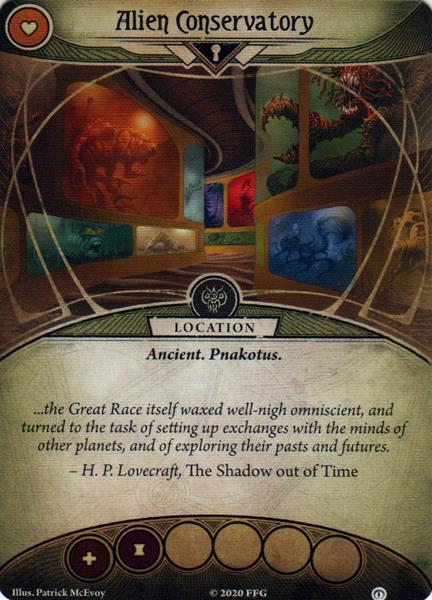 Alien Conservatory
LOCATION
Ancient. Pnakotus.
...the Great Race itself waxed well-nigh omniscient, and
turned to the task of setting up exchanges with the minds of
other planets, and of exploring their pasts and futures.
– H. P. Lovecraft, The Shadow out of Time
Illus. Patrick McEvoy
© 2020 FFG